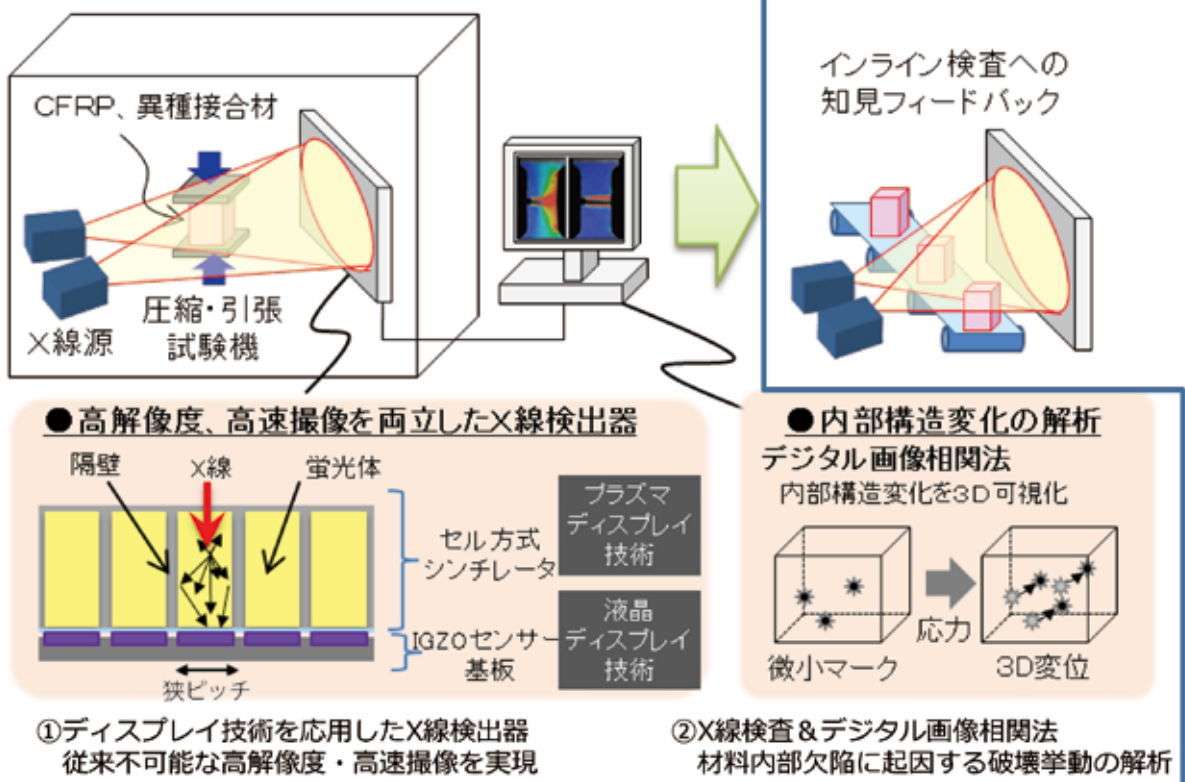 CFRP、異種接合材
X線源
圧縮・引張
試験機
インライン検査への
知見フィードバック
●高解像度、高速撮像を両立したX線検出器
隔壁
X線
蛍光体
セル方式
シンチレータ
プラズマ
ディスプレイ
技術
IGZOセンサー
基板
液晶
ディスプレイ
技術
狭ピッチ
①ディスプレイ技術を応用したX線検出器
従来不可能な高解像度・高速撮像を実現
●内部構造変化の解析
デジタル画像相関法
内部構造変化を3D可視化
微小マーク
応力
3D変位
②X線検査&デジタル画像相関法
材料内部欠陥に起因する破壊挙動の解析